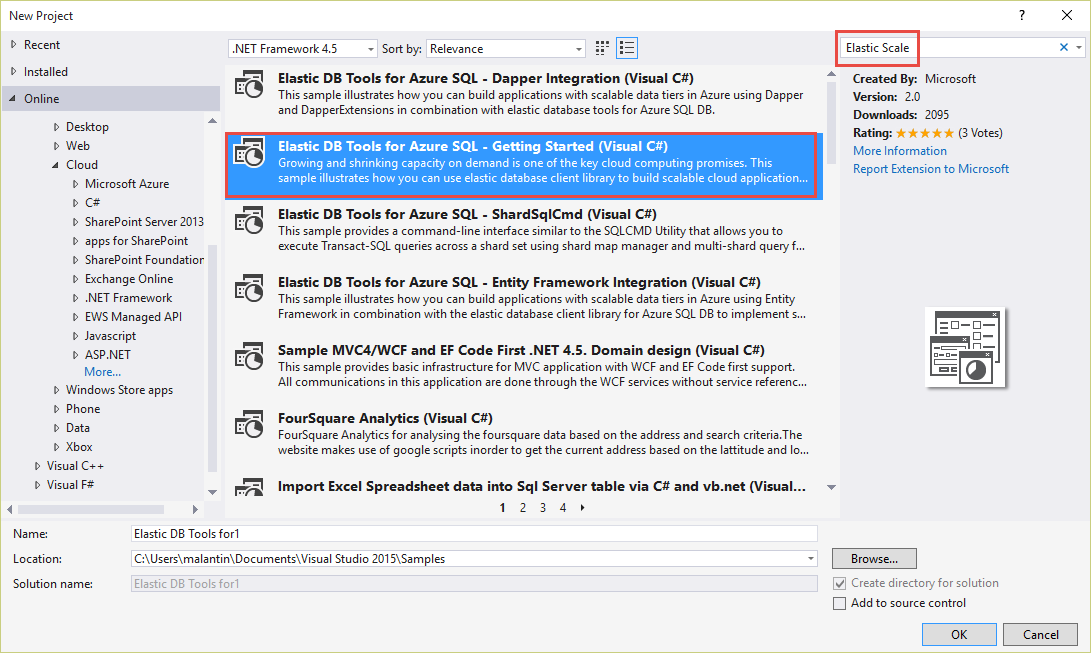 New Project
?
Recent
Installed
Online
Desktop
Web
Cloud
Microsoft Azure
C#
SharePoint Server 2013
apps for SharePoint
SharePoint Foundation
Exchange Online
.NET Framework
EWS Managed API
Javascript
ASP.NET
More...
Windows Store apps
Phone
Data
Xbox
Visual C++
Visual F#
.NET Framework 4.5
Sort by: Relevance
Elastic DB Tools for Azure SQL - Dapper Integration (Visual C#)
This sample illustrates how you can build applications with scalable data tiers in Azure using Dapper
and DapperExtensions in combination with elastic database tools for Azure SQL DB.
Elastic DB Tools for Azure SQL - Getting Started (Visual C#)
Growing and shrinking capacity on demand is one of the key cloud computing promises. This
sample illustrates how you can use elastic database client library to build scalable cloud application...
Elastic DB Tools for Azure SQL - ShardSqlCmd (Visual C#)
This sample provides a command-line interface similar to the SQLCMD Utility that allows you to
execute Transact-SQL queries across a shard set using shard map manager and multi-shard query f...
Elastic DB Tools for Azure SQL - Entity Framework Integration (Visual C#)
This sample illustrates how you can build applications with scalable data tiers in Azure using Entity
Framework in combination with the elastic database client library for Azure SQL DB to implement s...
Sample MVC4/WCF and EF Code First .NET 4.5. Domain design (Visual C#)
This sample provides basic infrastructure for MVC application with WCF and EF Code first support.
All communications in this application are done through the WCF services without service referenc...
FourSquare Analytics (Visual C#)
FourSquare Analytics for analysing the foursquare data based on the address and search criteria.The
website makes use of google scripts inorder to get the current address based on the lattitude and lo...
Import Excel Spreadsheet data into Sql Server table via C# and vb.net (Visual...
1 2 3 4
Elastic Scale
Created By: Microsoft
Version: 2.0
Downloads: 2095
Rating: ★★★★★ (3 Votes)
More Information
Report Extension to Microsoft
Name: Elastic DB Tools for1
Location: C:\Users\malantin\Documents\Visual Studio 2015\Samples
Browse...
Solution name: Elastic DB Tools for1
Create directory for solution
Add to source control
OK
Cancel